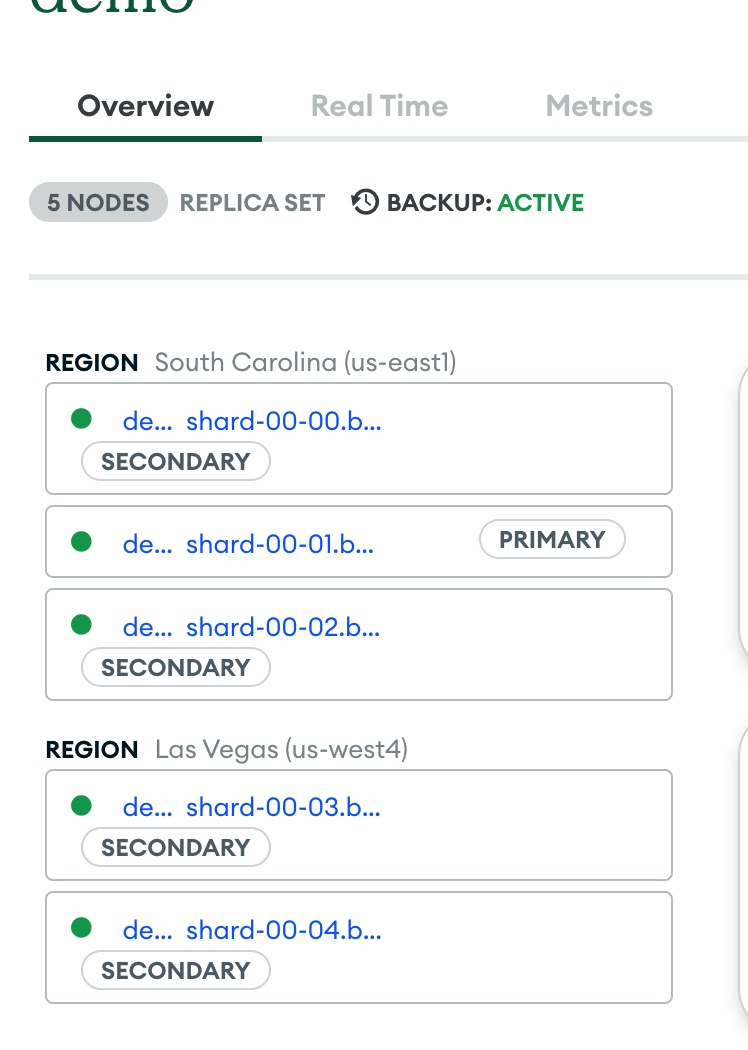 demo
Overview Real Time Metrics
5 NODES REPLICA SET BACKUP: ACTIVE
REGION South Carolina (us-east1)
de... shard-00-00.b...
SECONDARY
de... shard-00-01.b... PRIMARY
de... shard-00-02.b...
SECONDARY
REGION Las Vegas (us-west4)
de... shard-00-03.b...
SECONDARY
de... shard-00-04.b...
SECONDARY